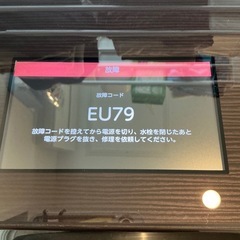 故障
故障コード
EU79
故障コードを控えてから電源を切り、水栓を閉じたあと
電源プラグを抜き、修理を依頼してください。